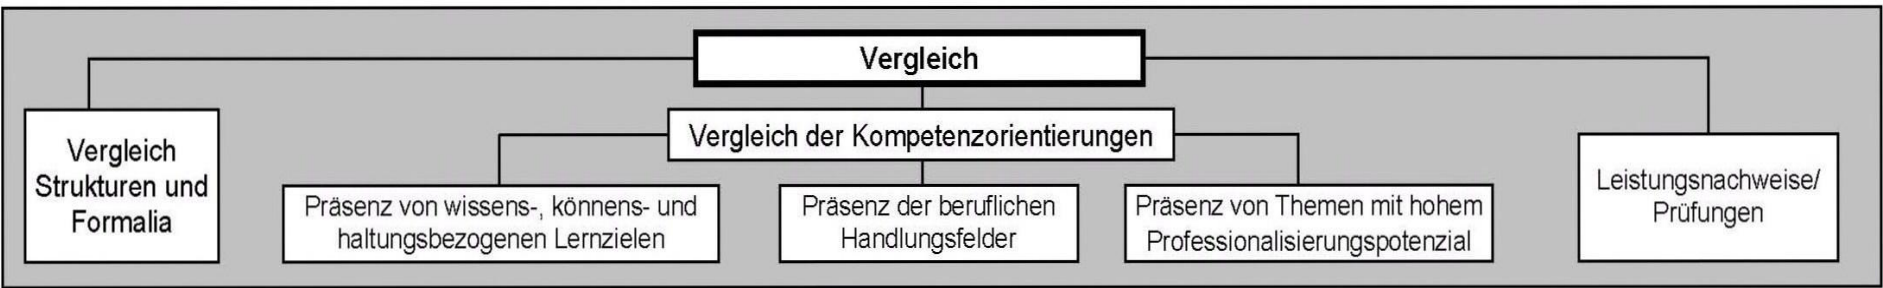 Vergleich
Vergleich der Kompetenzorientierungen
Vergleich
Strukturen und
Formalia
Präsenz von wissens-, könnens- und
haltungsbezogenen Lernzielen
Präsenz der beruflichen
Handlungsfelder
Präsenz von Themen mit hohem
Professionalisierungspotenzial
Leistungsnachweise/
Prüfungen